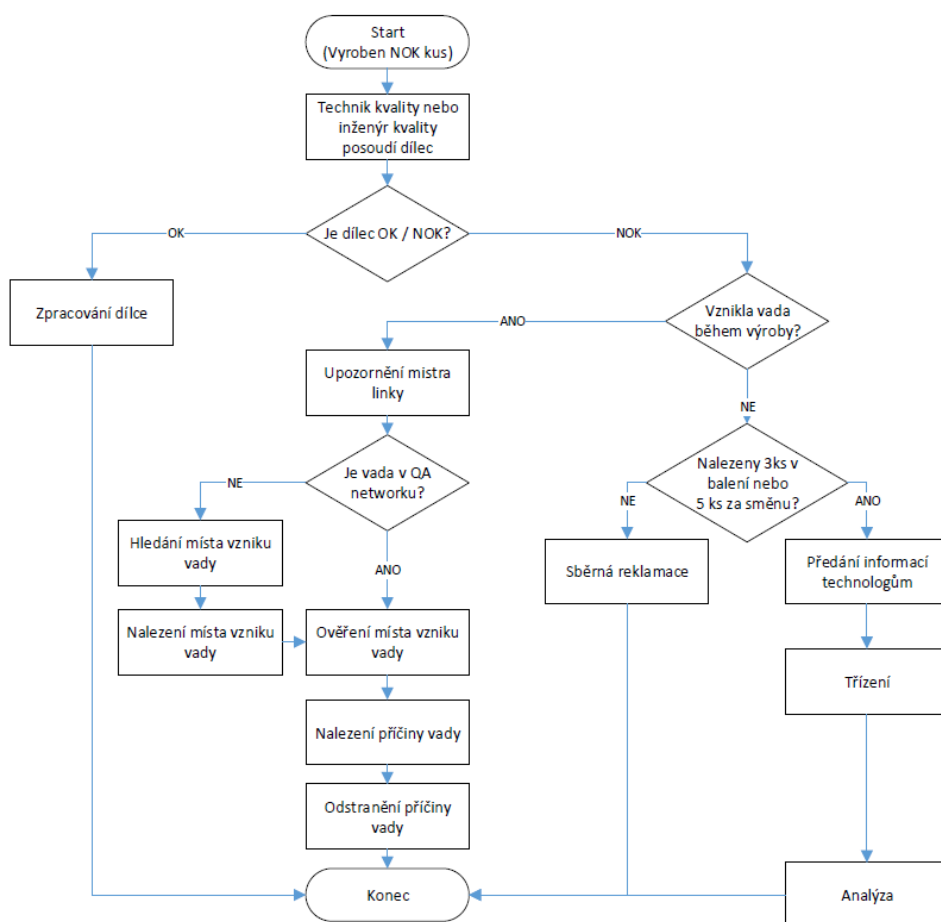 Start
(Vyroben NOK kus)
Technik kvality nebo
inženýr kvality
posoudí dílec
Je dílec OK / NOK?
OK
NOK
Zpracování dílce
Vznikla vada
během výroby?
ANO
Upozornění mistra
linky
NE
Je vada v QA
networku?
NE
Nalezeny 3ks v
balení nebo
5 ks za směnu?
NE
ANO
Hledání místa vzniku
vady
ANO
Sběrná reklamace
Předání informací
technologům
Nalezení místa vzniku
vady
Ověření místa vzniku
vady
Třízení
Nalezení příčiny vady
Odstranění příčiny
vady
Konec
Analýza